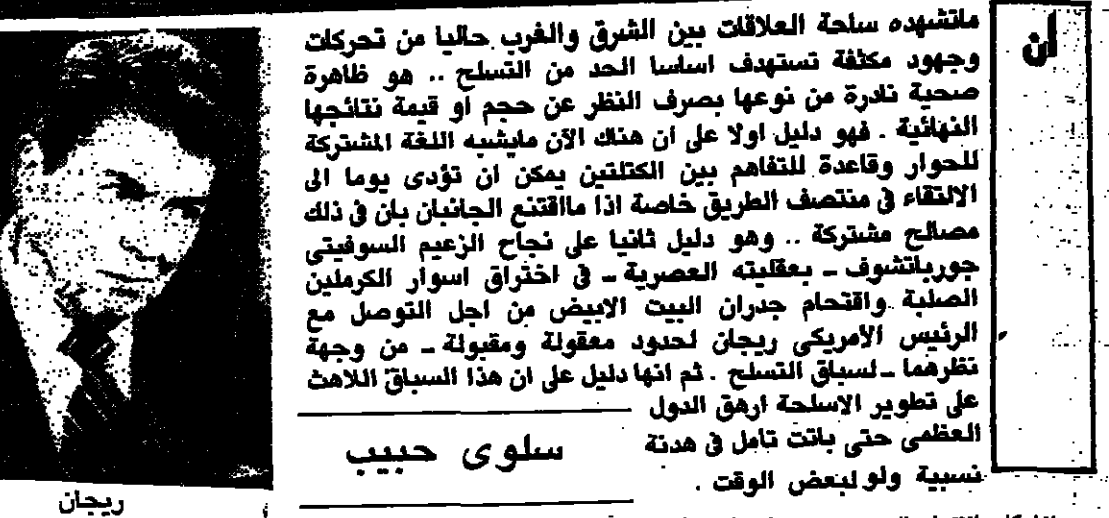 ان
ماتشهده ساحة العلاقات بين الشرق والغرب حاليا من تحركات
وجهود مكثفة تستهدف اساسا الحد من التسلح .. هو ظاهرة
صحية نادرة من نوعها بصرف النظر عن حجم او قيمة نتائجها
النهائية . فهو دليل اولا على ان هناك الآن مايشبه اللغة المشتركة
للحوار وقاعدة للتفاهم بين الكتلتين يمكن ان تؤدى يوما الى
الالتقاء فى منتصف الطريق خاصة اذا مااقتنع الجانبان بان فى ذلك
مصالح مشتركة .. وهو دليل ثانيا على نجاح الزعيم السوفيتى
جورباتشوف ـ بعقليته العصرية ـ فى اختراق اسوار الكرملين
الصلبة واقتحام جدران البيت الابيض من اجل التوصل مع
الرئيس الأمريكى ريجان لحدود معقولة ومقبولة ـ من وجهة
نظرهما ـ لسباق التسلح . ثم انها دليل على ان هذا السباق اللاهث
على تطوير الاسلحة ارهق الدول
العظمى حتى باتت تأمل فى هدنة
نسبية ولو لبعض الوقت .
سلوى حبيب
ريجان